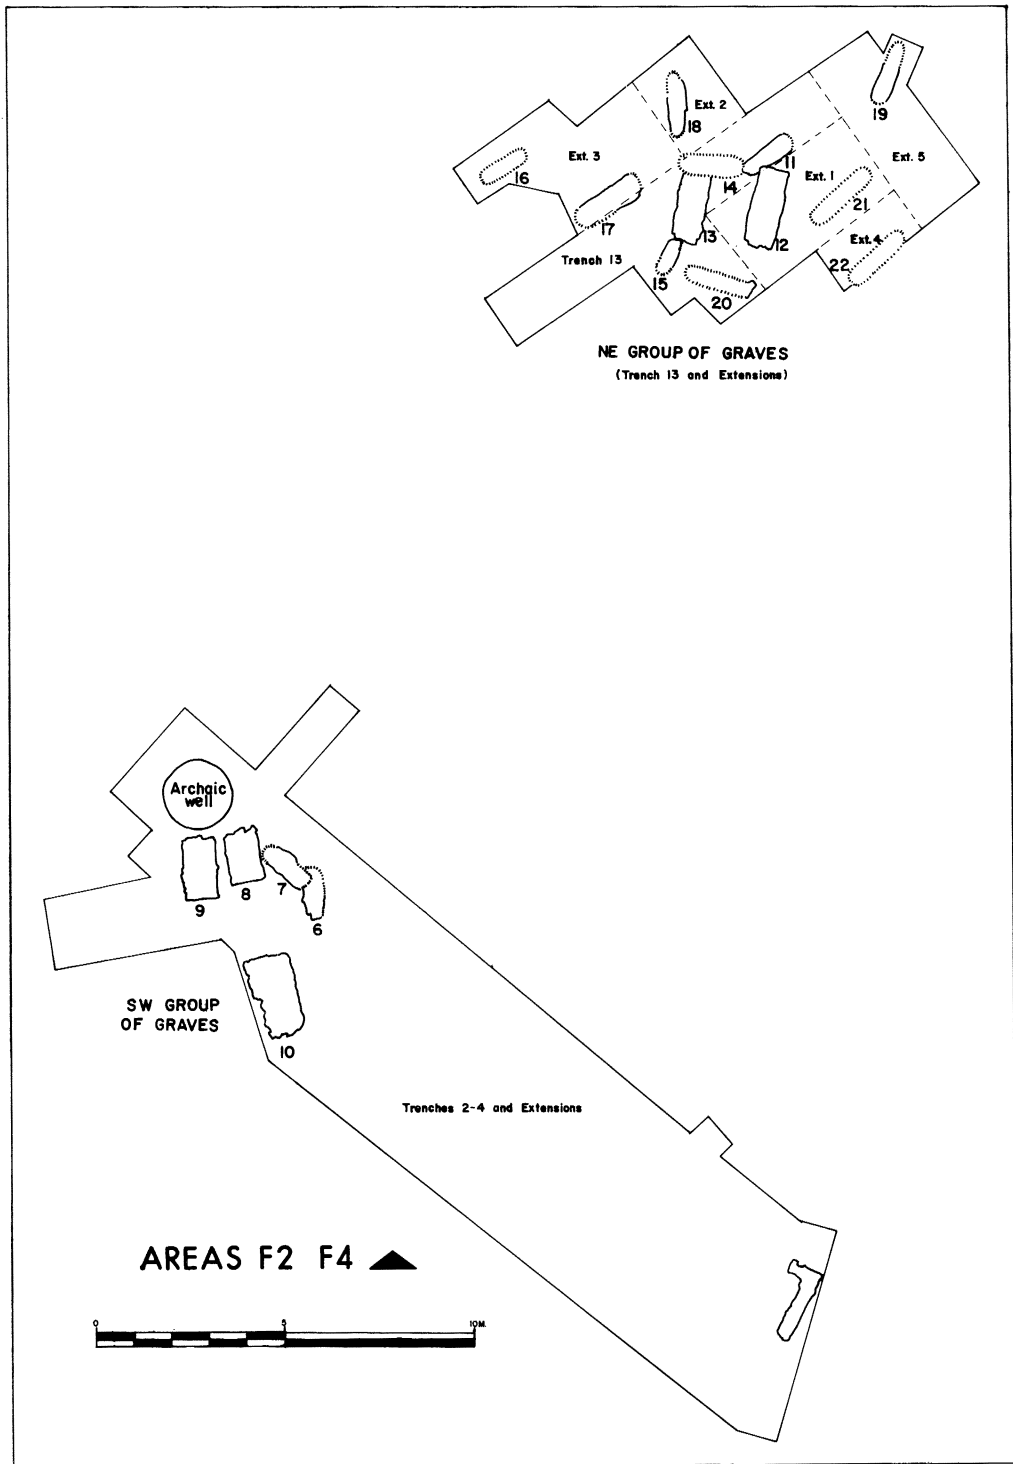 19
Ext. 2
18
11
Ext. 3
Ext. 5
16
14
Ext. 1
21
17
13
12
Ext. 4
Trench 13
22
15
20
NE GROUP OF GRAVES
(Trench 13 and Extensions)
Archaic
well
8
7
9
6
SW GROUP
OF GRAVES
10
Trenches 2-4 and Extensions
AREAS F2 F4
0 5 10M.